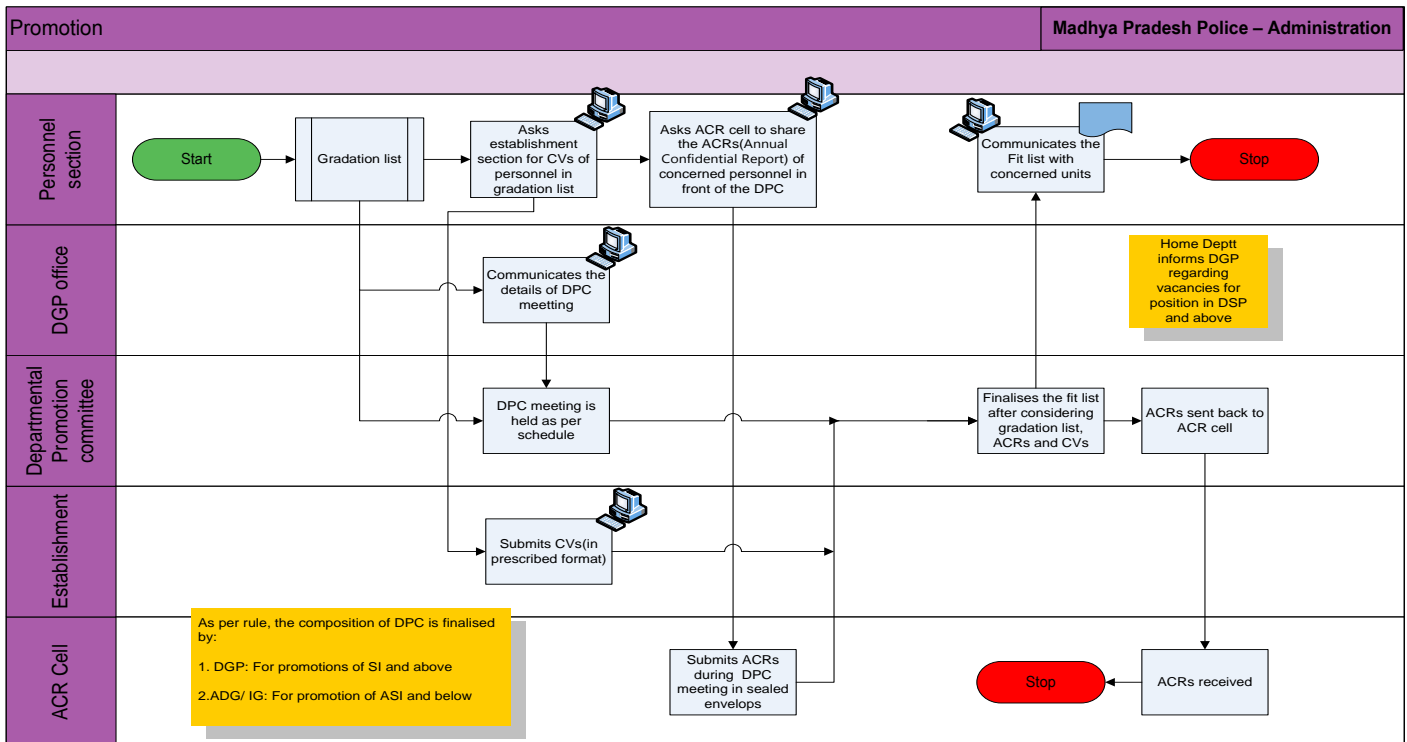 Promotion
Madhya Pradesh Police – Administration
Personnel
section
Start
Gradation list
Asks
establishment
section for CVs of
personnel in
gradation list
Asks ACR cell to share
the ACRs(Annual
Confidential Report) of
concerned personnel in
front of the DPC
Communicates the
Fit list with
concerned units
Stop
DGP office
Communicates the
details of DPC
meetting
Home Deptt
informs DGP
regarding
vacancies for
position in DSP
and above
Departmental
Promotion
committee
DPC meeting is
held as per
schedule
Finalises the fit list
after considering
gradation list,
ACRs and CVs
ACRs sent back to
ACR cell
Establishment
Submits CVs(in
prescribed format)
ACR Cell
As per rule, the composition of DPC is finalised
by:
1. DGP: For promotions of SI and above
2.ADG/ IG: For promotion of ASI and below
Submits ACRs
during DPC
meeting in sealed
envelops
Stop
ACRs received